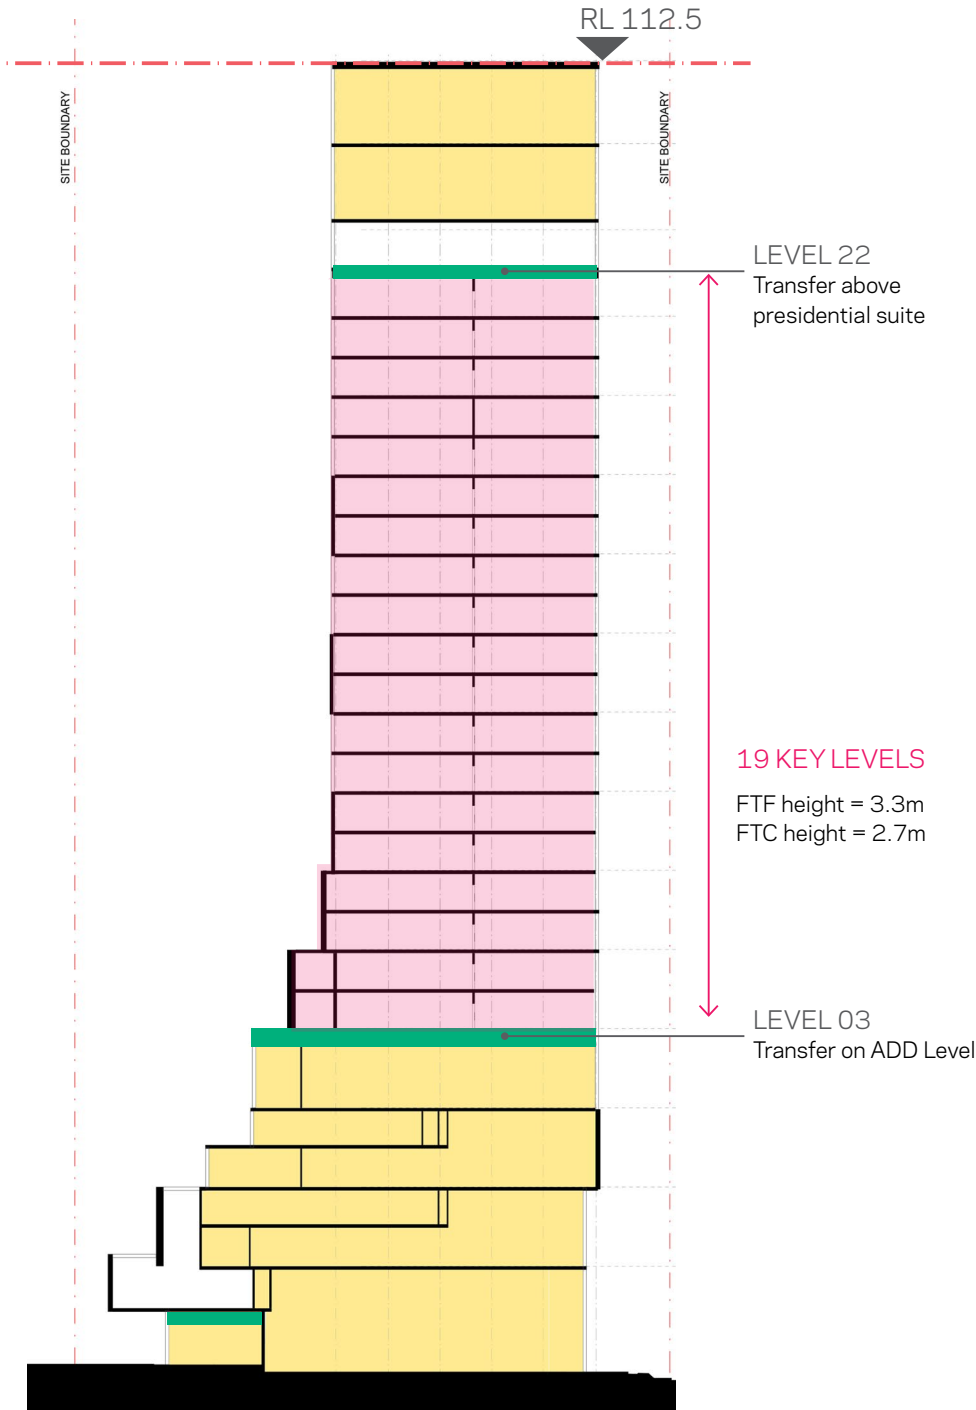 RL 112.5
SITE BOUNDARY
SITE BOUNDARY
LEVEL 22
Transfer above
presidential suite
19 KEY LEVELS
FTF height = 3.3m
FTC height = 2.7m
LEVEL 03
Transfer on ADD Level